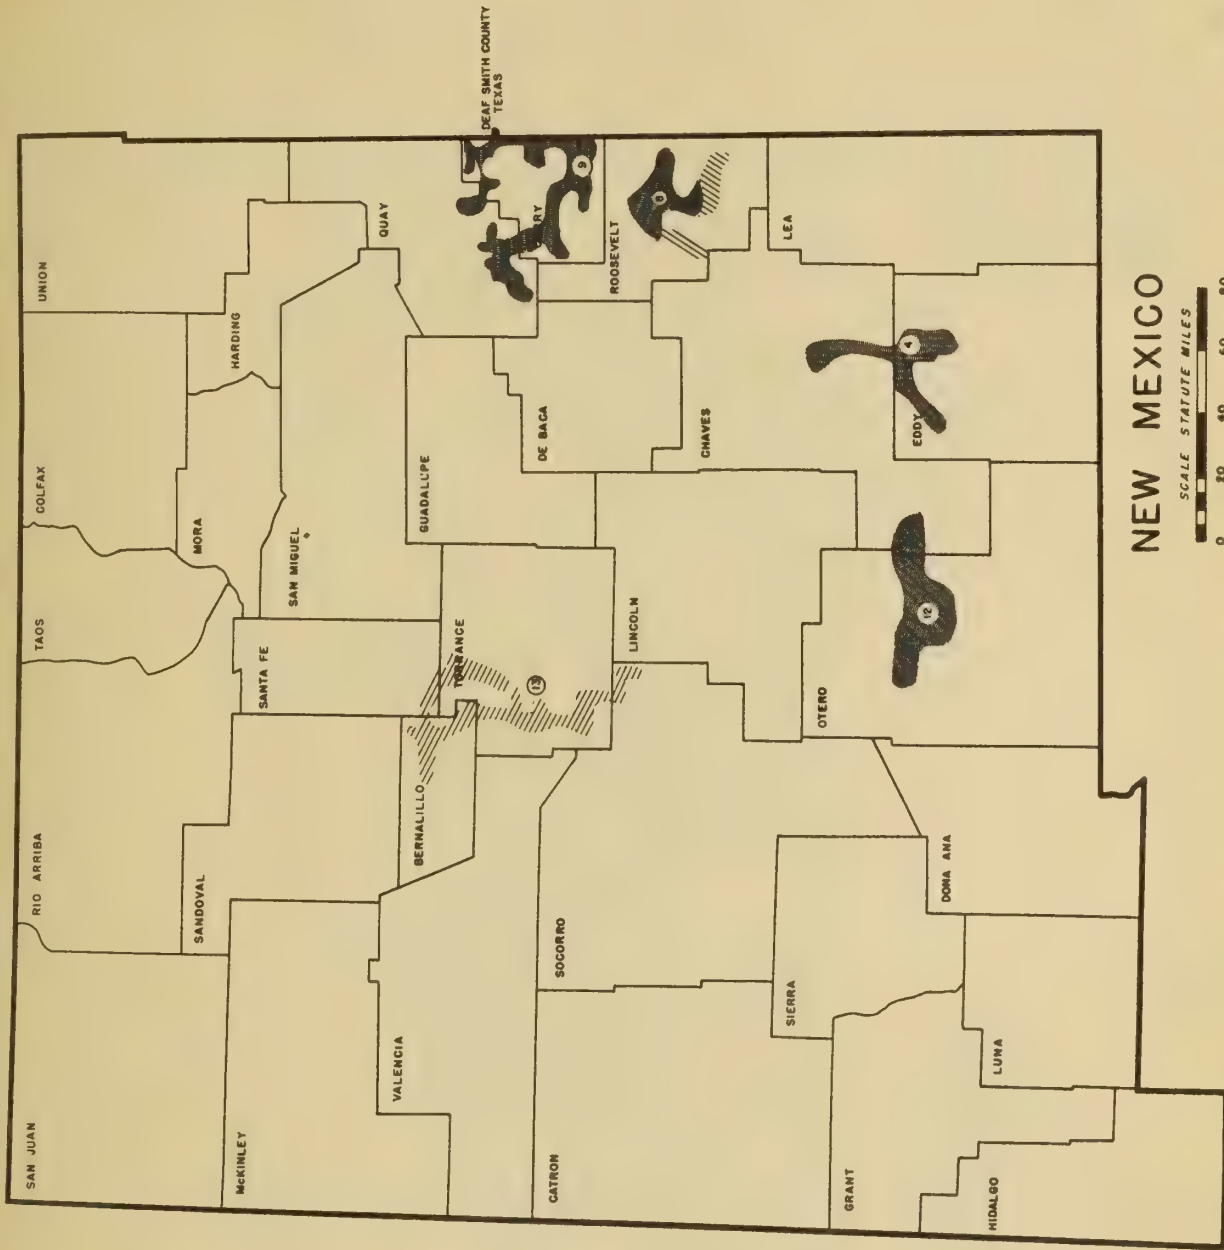 SAN JUAN
RIO ARRIBA
TAOS
COLFAX
UNION
McKINLEY
SANDOVAL
SANTA FE
MORA
SAN MIGUEL
HARDING
QUAY
DEAF SMITH COUNTY
TEXAS
VALENCIA
BERNALILLO
TORRANCE
GUADALUPE
CURRY
9
13
DE BACA
ROOSEVELT
8
CATRON
SOCORRO
LINCOLN
CHAVES
LEA
SIERRA
OTERO
12
EDDY
4
GRANT
DONA ANA
HIDALGO
LUNA
NEW MEXICO
SCALE STATUTE MILES
0 20 40 60 80